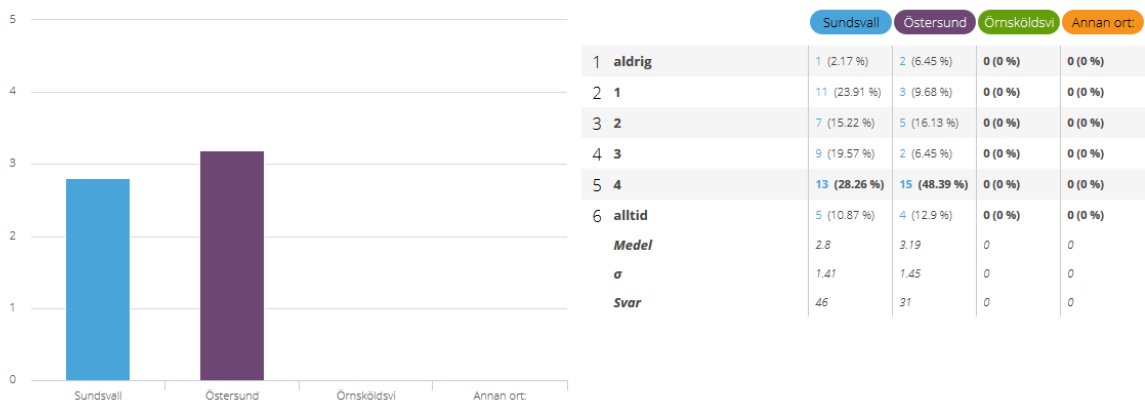 5
4
3
2
1
0
Sundsvall Östersund Örnsköldsvi Annan ort:
Sundsvall Östersund Örnsköldsvi Annan ort:
1 aldrig 1 (2.17 %) 2 (6.45 %) 0 (0 %) 0 (0 %)
2 1 11 (23.91 %) 3 (9.68 %) 0 (0 %) 0 (0 %)
3 2 7 (15.22 %) 5 (16.13 %) 0 (0 %) 0 (0 %)
4 3 9 (19.57 %) 2 (6.45 %) 0 (0 %) 0 (0 %)
5 4 13 (28.26 %) 15 (48.39 %) 0 (0 %) 0 (0 %)
6 alltid 5 (10.87 %) 4 (12.9 %) 0 (0 %) 0 (0 %)
Medel 2.8 3.19 0 0
σ 1.41 1.45 0 0
Svar 46 31 0 0